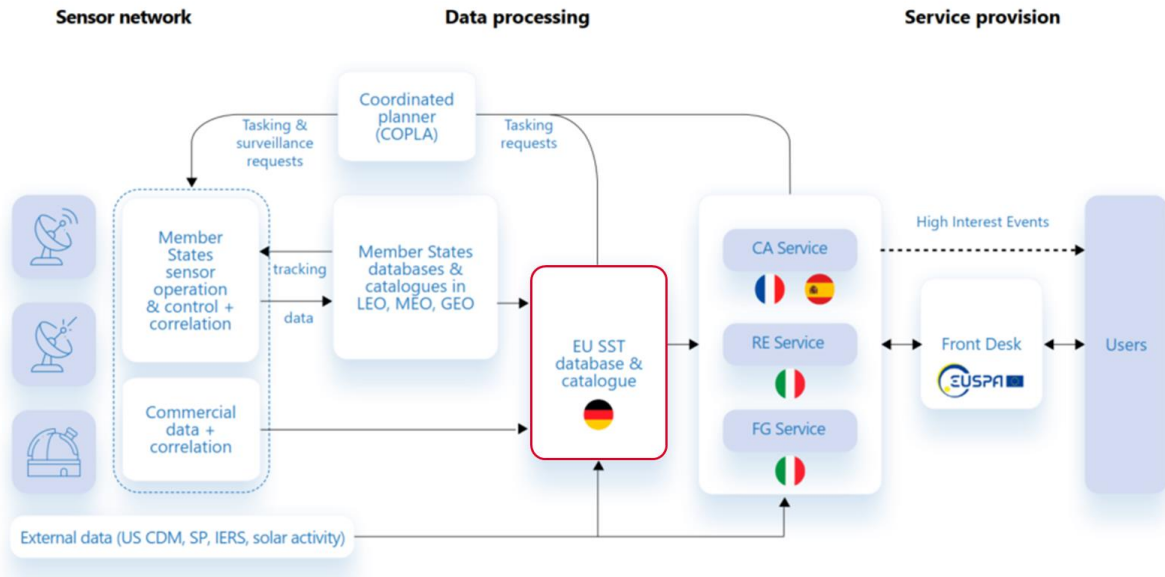 Sensor network
Data processing
Service provision
Coordinated
planner
(COPLA)
Tasking &
surveillance
requests
Tasking
requests
Member
States
sensor
operation
& control +
correlation
tracking
data
Member States
databases &
catalogues in
LEO, MEO, GEO
Commercial
data +
correlation
EU SST
database &
catalogue
CA Service
RE Service
FG Service
High Interest Events
Front Desk
EUSPA
Users
External data (US CDM, SP, IERS, solar activity)